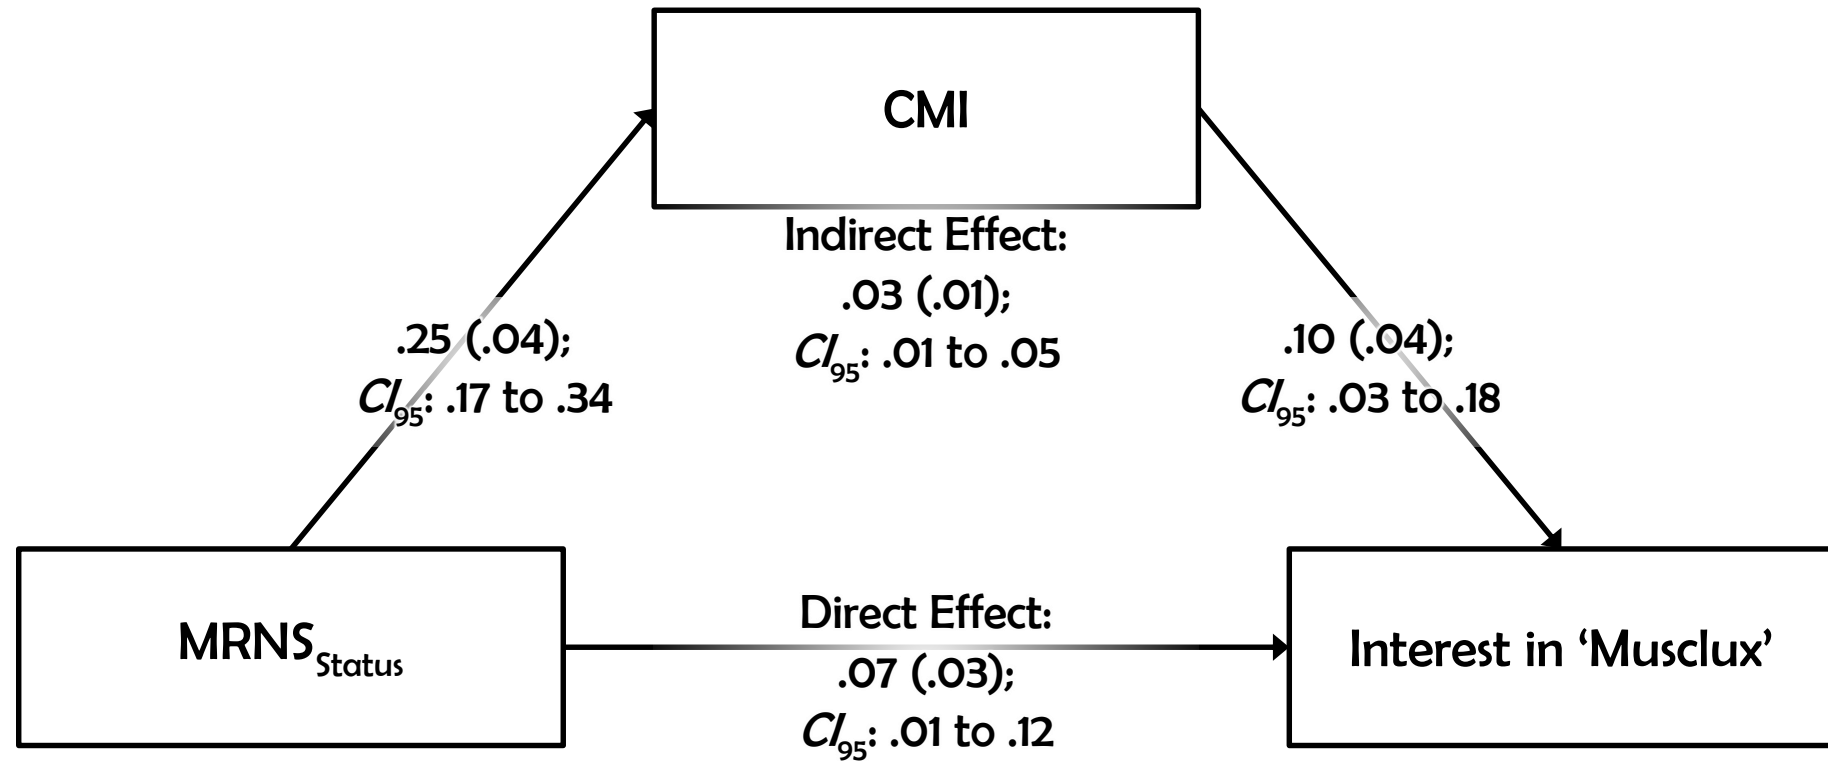 CMI
Indirect Effect:
.03 (.01);
CI95: .01 to .05
.25 (.04);
CI95: .17 to .34
.10 (.04);
CI95: .03 to .18
MRNSStatus
Direct Effect:
.07 (.03);
CI95: .01 to .12
Interest in ‘Musclux’